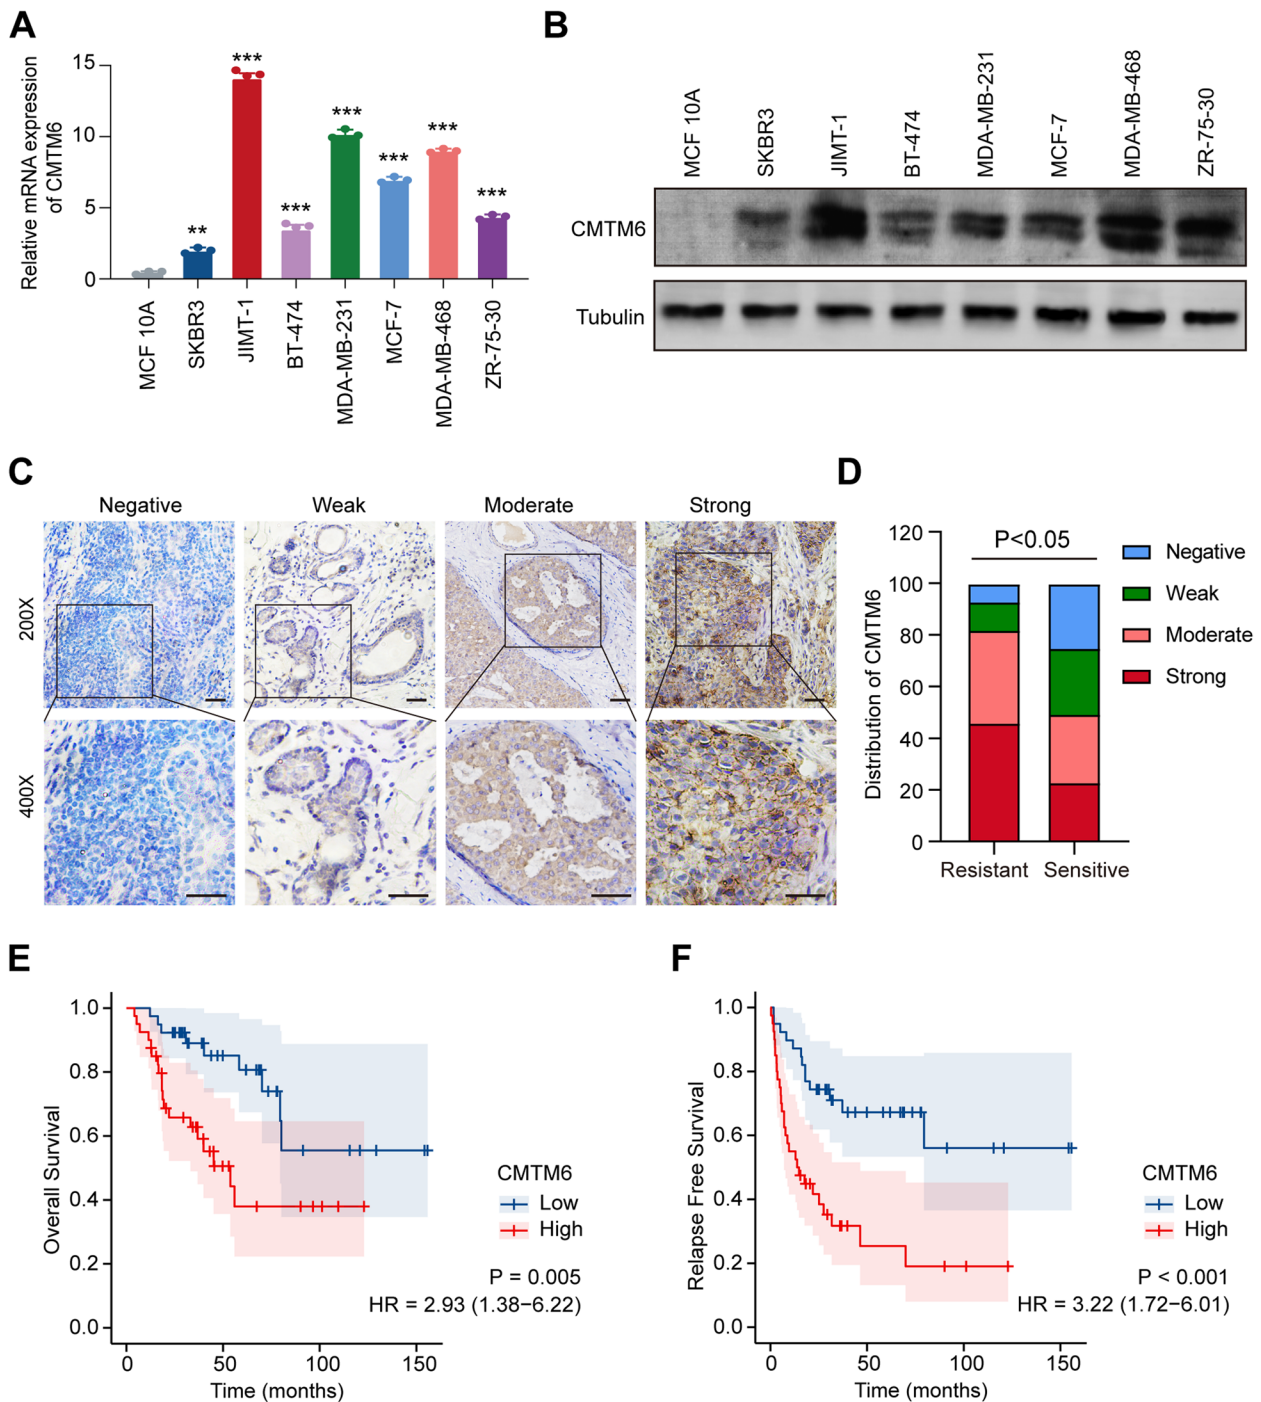 A
Relative mRNA expression
of CMTM6
15
10
5
0
***
**
***
***
***
***
***
MCF 10A
SKBR3
JIMT-1
BT-474
MDA-MB-231
MCF-7
MDA-MB-468
ZR-75-30
B
MCF 10A
SKBR3
JIMT-1
BT-474
MDA-MB-231
MCF-7
MDA-MB-468
ZR-75-30
CMTM6
Tubulin
C
Negative
Weak
Moderate
Strong
200X
400X
D
Distribution of CMTM6
120
100
80
60
40
20
0
P<0.05
Resistant
Sensitive
Negative
Weak
Moderate
Strong
E
Overall Survival
1.0
0.8
0.6
0.4
0.2
0.0
0
50
100
150
Time (months)
CMTM6
Low
High
P = 0.005
HR = 2.93 (1.38−6.22)
F
Relapse Free Survival
1.0
0.8
0.6
0.4
0.2
0.0
0
50
100
150
Time (months)
CMTM6
Low
High
P < 0.001
HR = 3.22 (1.72−6.01)